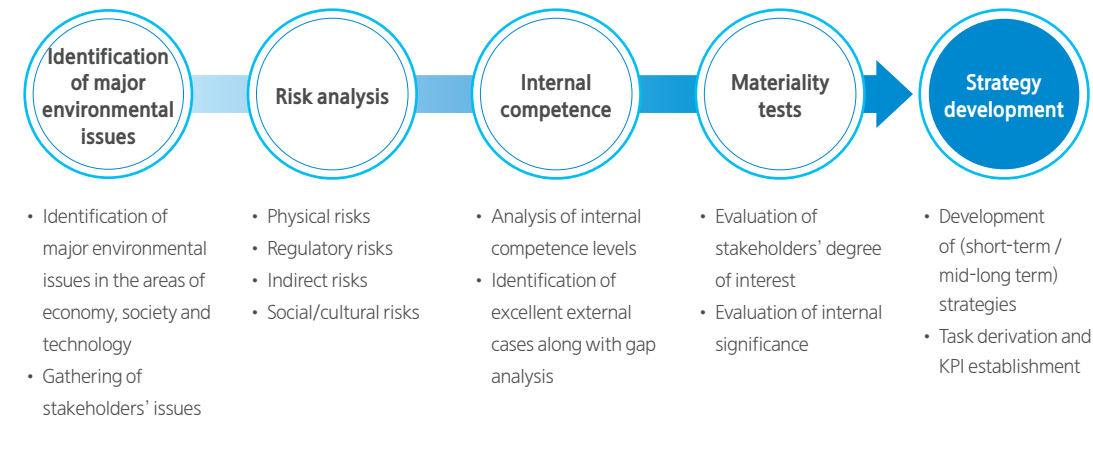 Identification
of major
environmental
issues
Risk analysis
Internal
competence
Materiality
tests
Strategy
development
• Identification of
major environmental
issues in the areas of
economy, society and
technology
• Gathering of
stakeholders’ issues
• Physical risks
• Regulatory risks
• Indirect risks
• Social/cultural risks
• Analysis of internal
competence levels
• Identification of
excellent external
cases along with gap
analysis
• Evaluation of
stakeholders’ degree
of interest
• Evaluation of internal
significance
• Development
of (short-term /
mid-long term)
strategies
• Task derivation and
KPI establishment